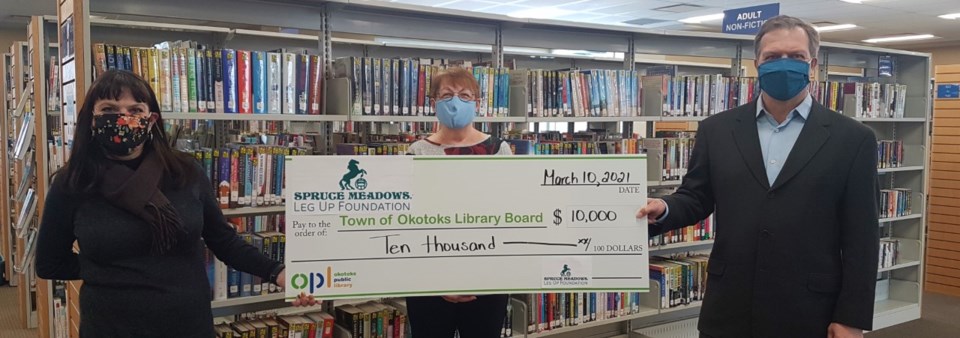 ADULT
NON-FICTION
March 10, 2021
DATE
SPRUCE MEADOWS
LEG UP FOUNDATION
Pay to the
order of:
Town of Okotoks Library Board $ 10,000
Ten thousand xx/100 DOLLARS
opl okotoks
public
library
SPRUCE MEADOWS
LEG UP FOUNDATION